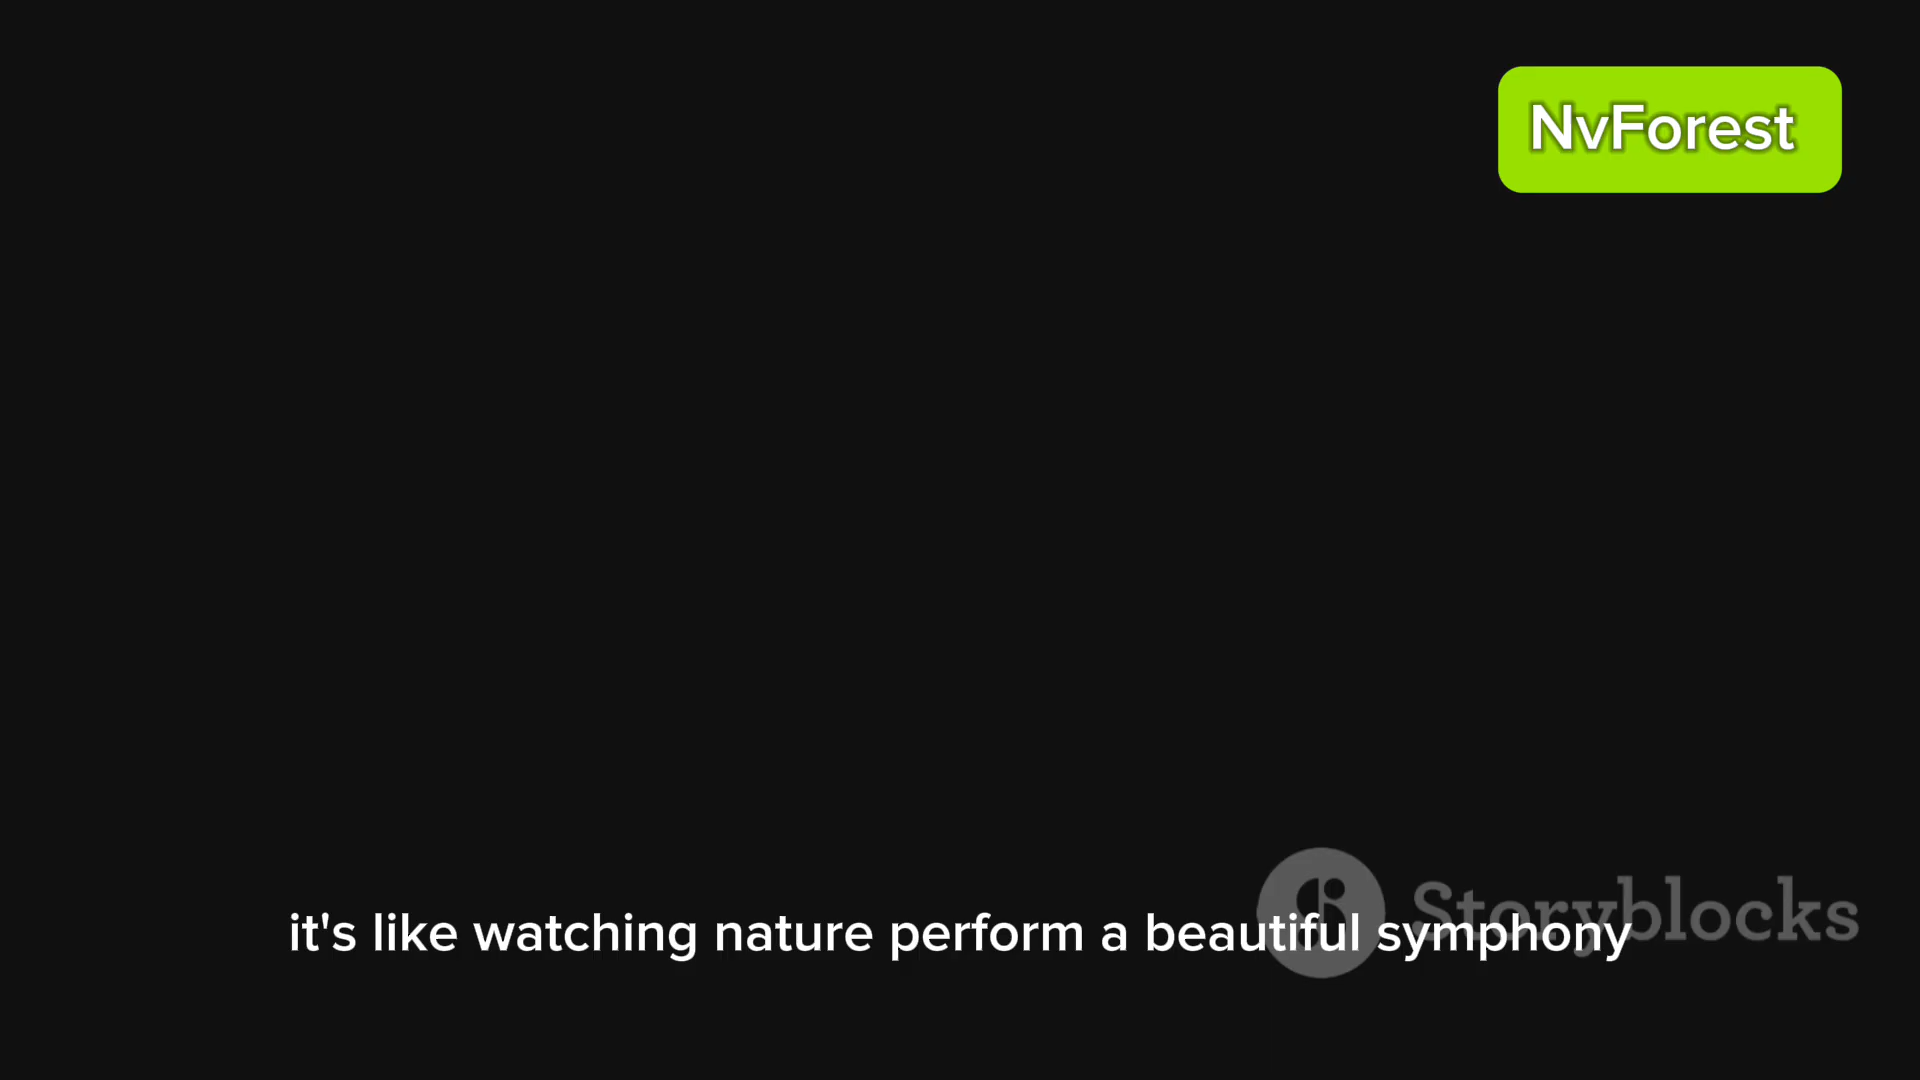 NvForest
Storyblocks
it's like watching nature perform a beautiful symphony